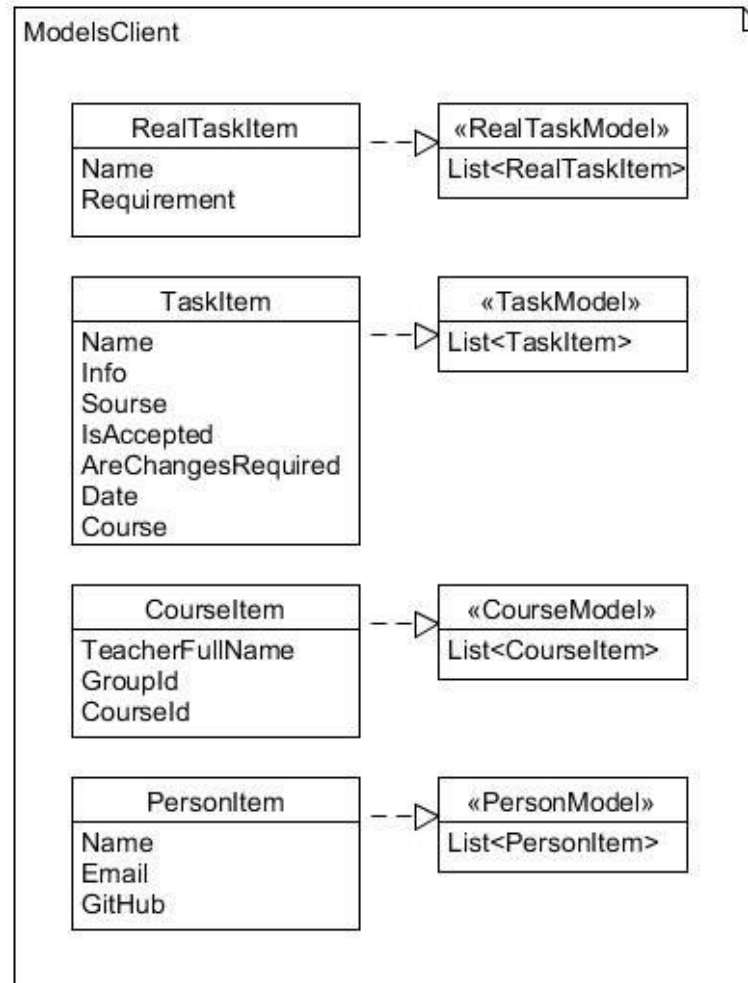 ModelsClient
RealTaskItem
Name
Requirement
«RealTaskModel»
List<RealTaskItem>
TaskItem
Name
Info
Sourse
IsAccepted
AreChangesRequired
Date
Course
«TaskModel»
List<TaskItem>
CourseItem
TeacherFullName
GroupId
CourseId
«CourseModel»
List<CourseItem>
PersonItem
Name
Email
GitHub
«PersonModel»
List<PersonItem>